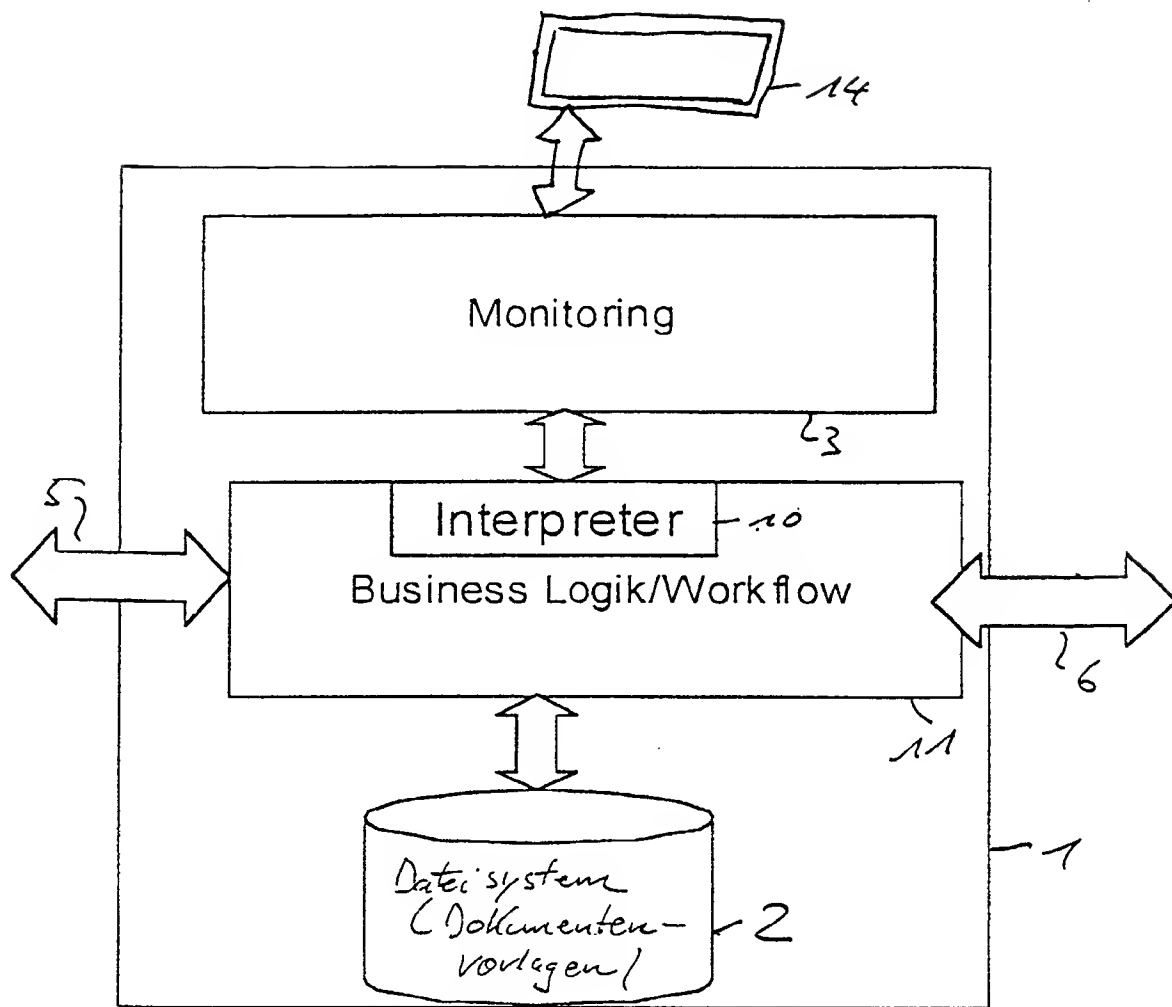 14
Monitoring
3
5
Interpreter
10
Business Logik/Workflow
6
11
1
Dateisystem
(Dokumenten-
vorlagen)
2